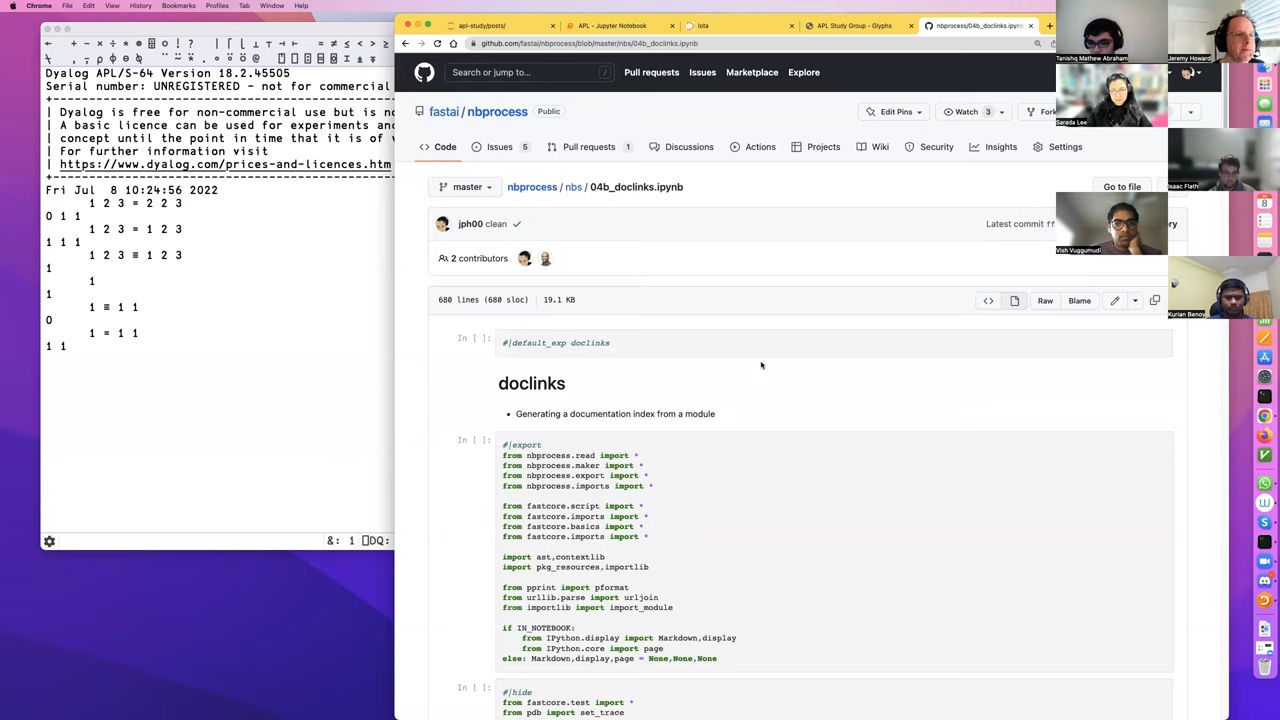 Chrome File Edit View History Bookmarks Profiles Tab Window Help
Dyalog APL/S-64 Version 18.2.45505
Serial number: UNREGISTERED - not for commercial
| Dyalog is free for non-commercial use but is no
| A basic licence can be used for experiments and
| concept until the point in time that it is of v
| For further information visit
| https://www.dyalog.com/prices-and-licences.htm
Fri Jul 8 10:24:56 2022
1 2 3 = 2 2 3
0 1 1
1 2 3 = 1 2 3
1 1 1
1 2 3 ≡ 1 2 3
1
1
1
1 ≡ 1 1
0
1 = 1 1
1 1
&: 1 ⎕DQ:
apl-study/posts/
APL - Jupyter Notebook
Iota
APL Study Group - Glyphs
nbprocess/04b_doclinks.ipynb
github.com/fastai/nbprocess/blob/master/nbs/04b_doclinks.ipynb
Search or jump to... /
Pull requests Issues Marketplace Explore
fastai / nbprocess Public
Edit Pins Watch 3 Fork
Code Issues 5 Pull requests 1 Discussions Actions Projects Wiki Security Insights Settings
master nbprocess / nbs / 04b_doclinks.ipynb Go to file
jph00 clean Latest commit ff
2 contributors
680 lines (680 sloc) 19.1 KB
<> Raw Blame
In [ ]: #|default_exp doclinks
doclinks
• Generating a documentation index from a module
In [ ]: #|export
from nbprocess.read import *
from nbprocess.maker import *
from nbprocess.export import *
from nbprocess.imports import *
from fastcore.script import *
from fastcore.imports import *
from fastcore.basics import *
from fastcore.imports import *
import ast,contextlib
import pkg_resources,importlib
from pprint import pformat
from urllib.parse import urljoin
from importlib import import_module
if IN_NOTEBOOK:
from IPython.display import Markdown,display
from IPython.core import page
else: Markdown,display,page = None,None,None
In [ ]: #|hide
from fastcore.test import *
from pdb import set_trace
Tanishq Mathew Abraham
Jeremy Howard
Sarada Lee
Isaac Flath
Vish Vuggumudi
Kurian Benoy